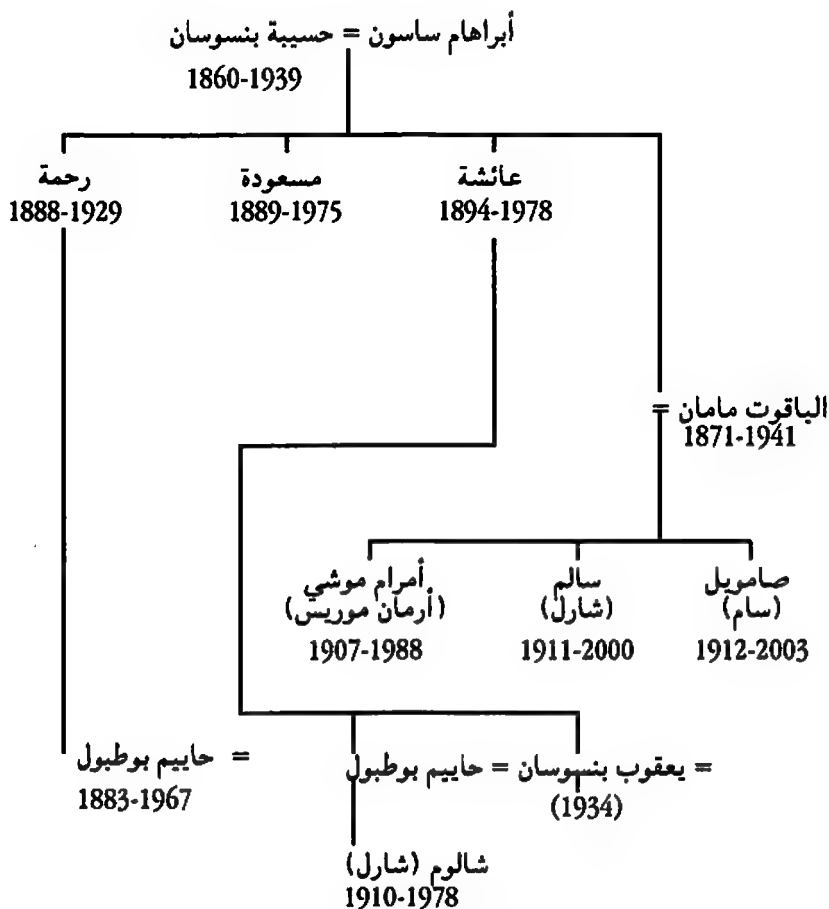 أبراهام ساسون = حسيبة بنسوسان
1860-1939
عائشة
1894-1978
مسعودة
1889-1975
رحمة
1888-1929
الباقوت مامان =
1871-1941
صامويل
(سام)
1912-2003
سالم
(شارل)
1911-2000
أمرام موشي
(أرمان موريس)
1907-1988
= يعقوب بنسوسان = حاييم بوطبول
(1934)
= حاييم بوطبول
1883-1967
شالوم (شارل)
1910-1978